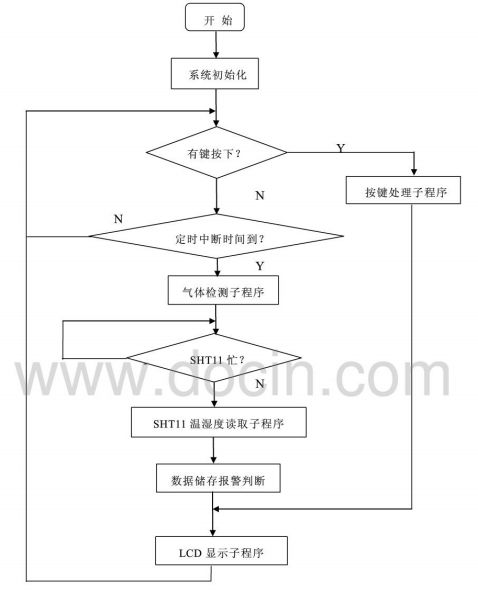 开 始
系统初始化
有键按下？
Y
按键处理子程序
N
N
定时中断时间到？
Y
气体检测子程序
SHT11 忙？
N
www.docin.com
SHT11 温湿度读取子程序
数据储存报警判断
LCD 显示子程序